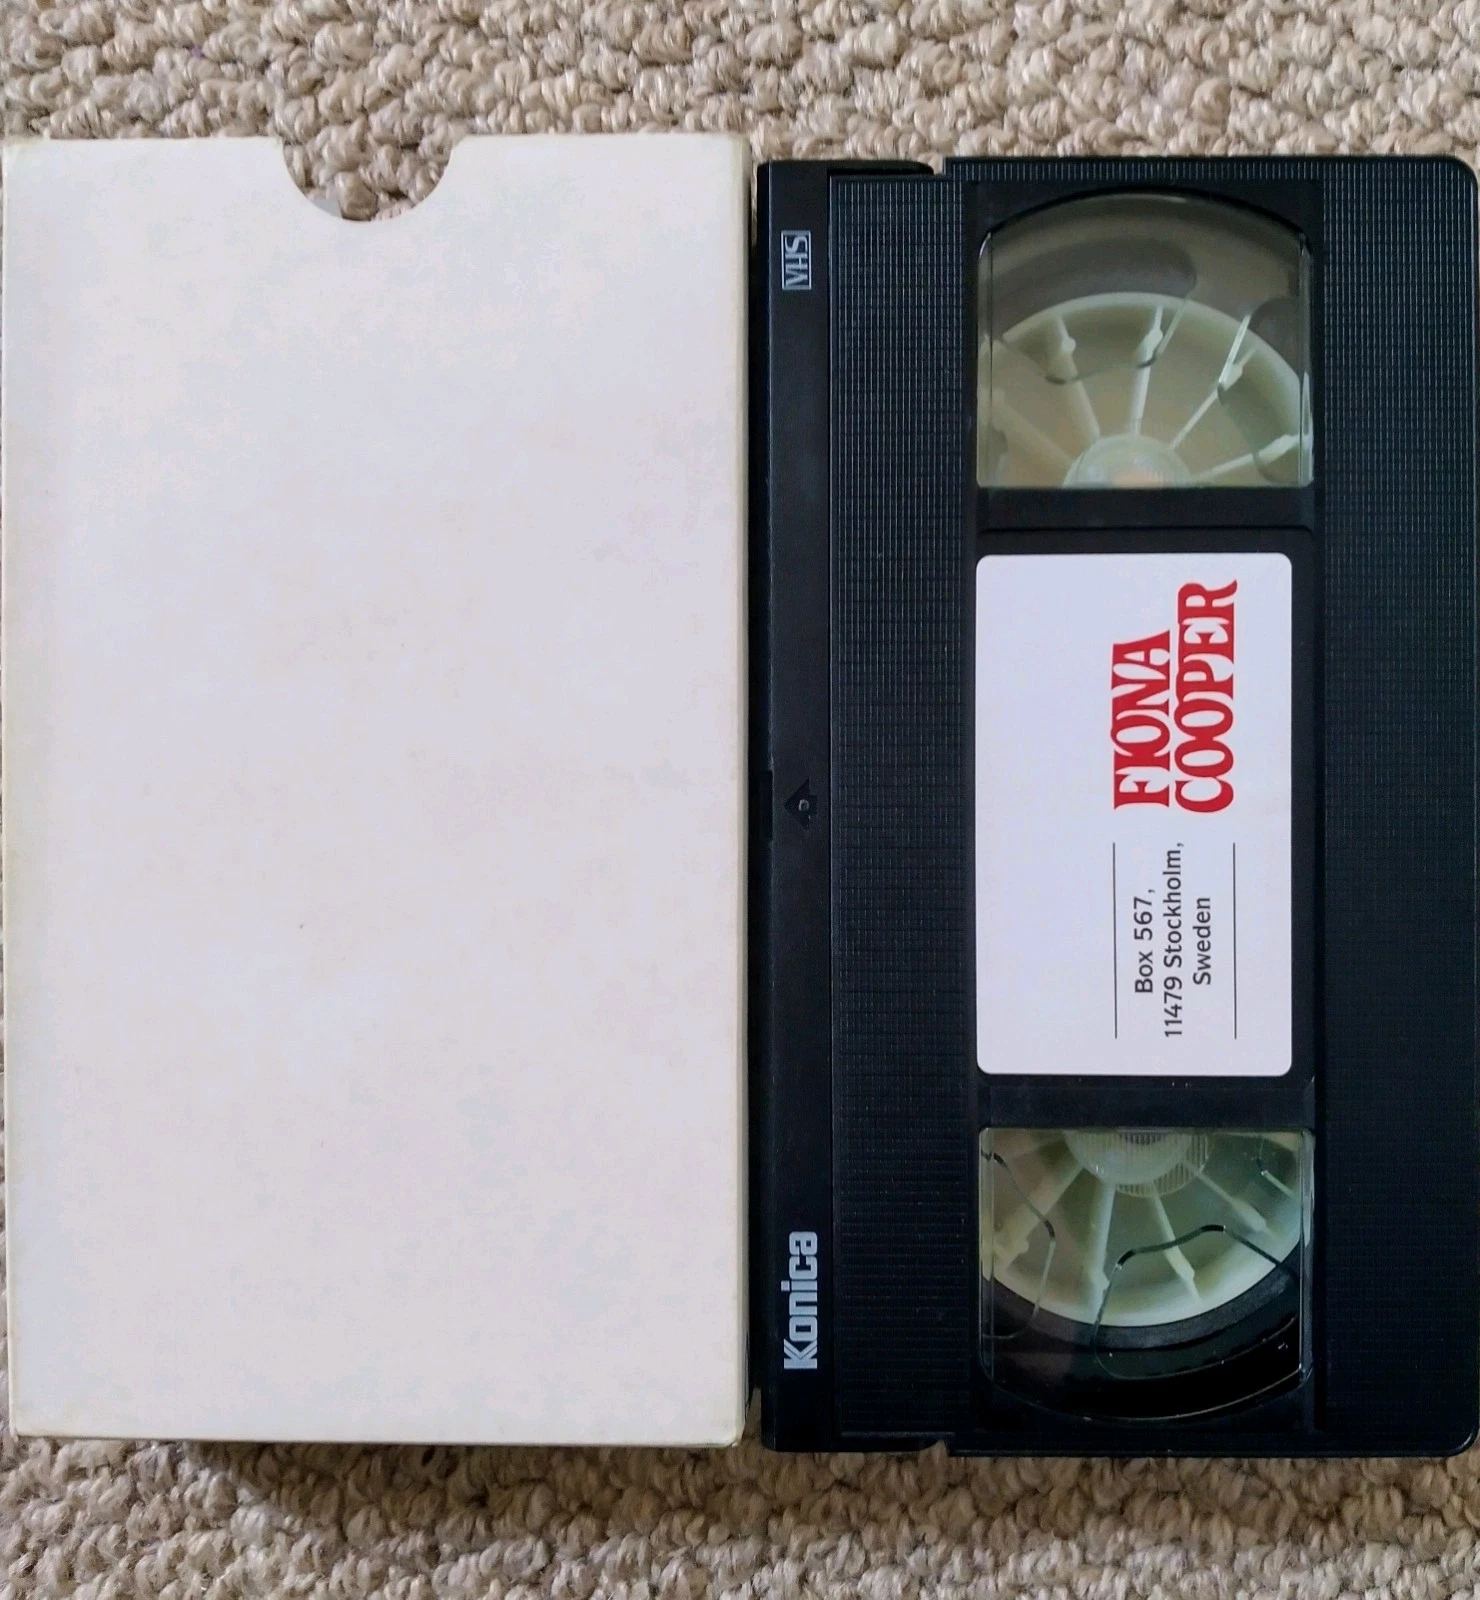 VHS
Konica
FIONA
COOPER
Box 567,
11479 Stockholm,
Sweden